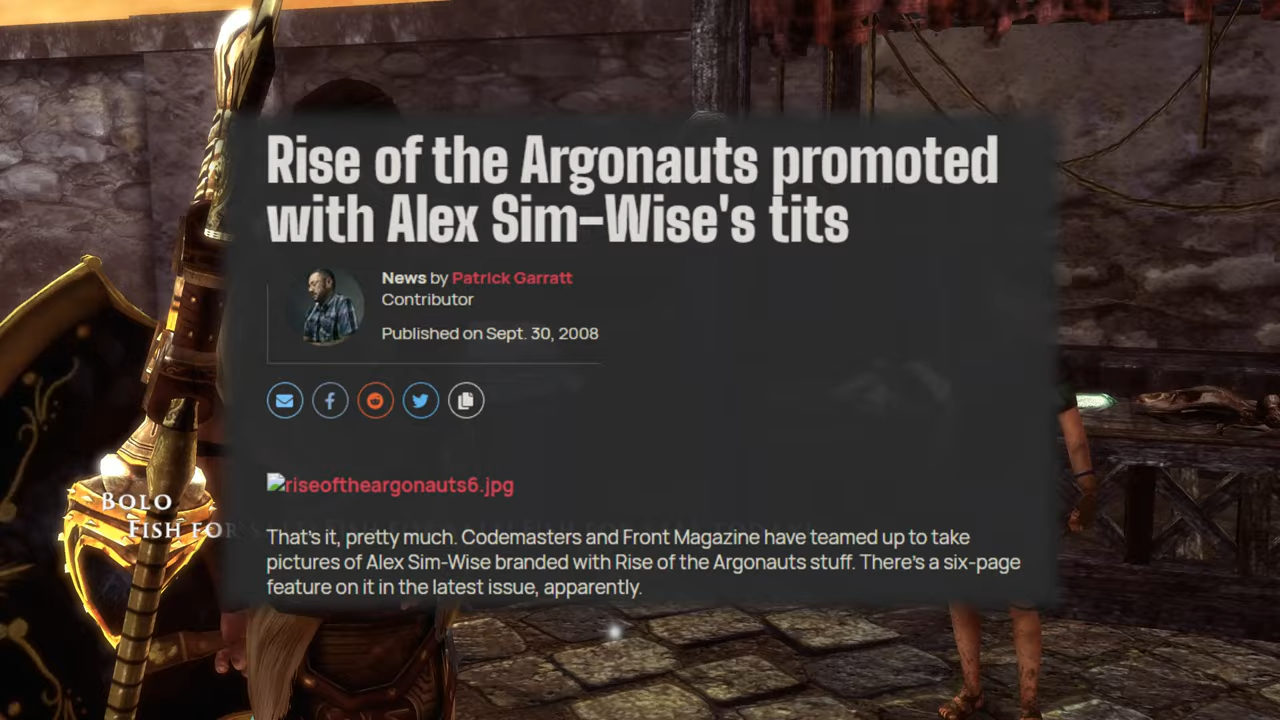 Rise of the Argonauts promoted
with Alex Sim-Wise's tits
News by Patrick Garratt
Contributor
Published on Sept. 30, 2008
riseoftheargonauts6.jpg
BOLO
FISH FOR
That's it, pretty much. Codemasters and Front Magazine have teamed up to take
pictures of Alex Sim-Wise branded with Rise of the Argonauts stuff. There's a six-page
feature on it in the latest issue, apparently.